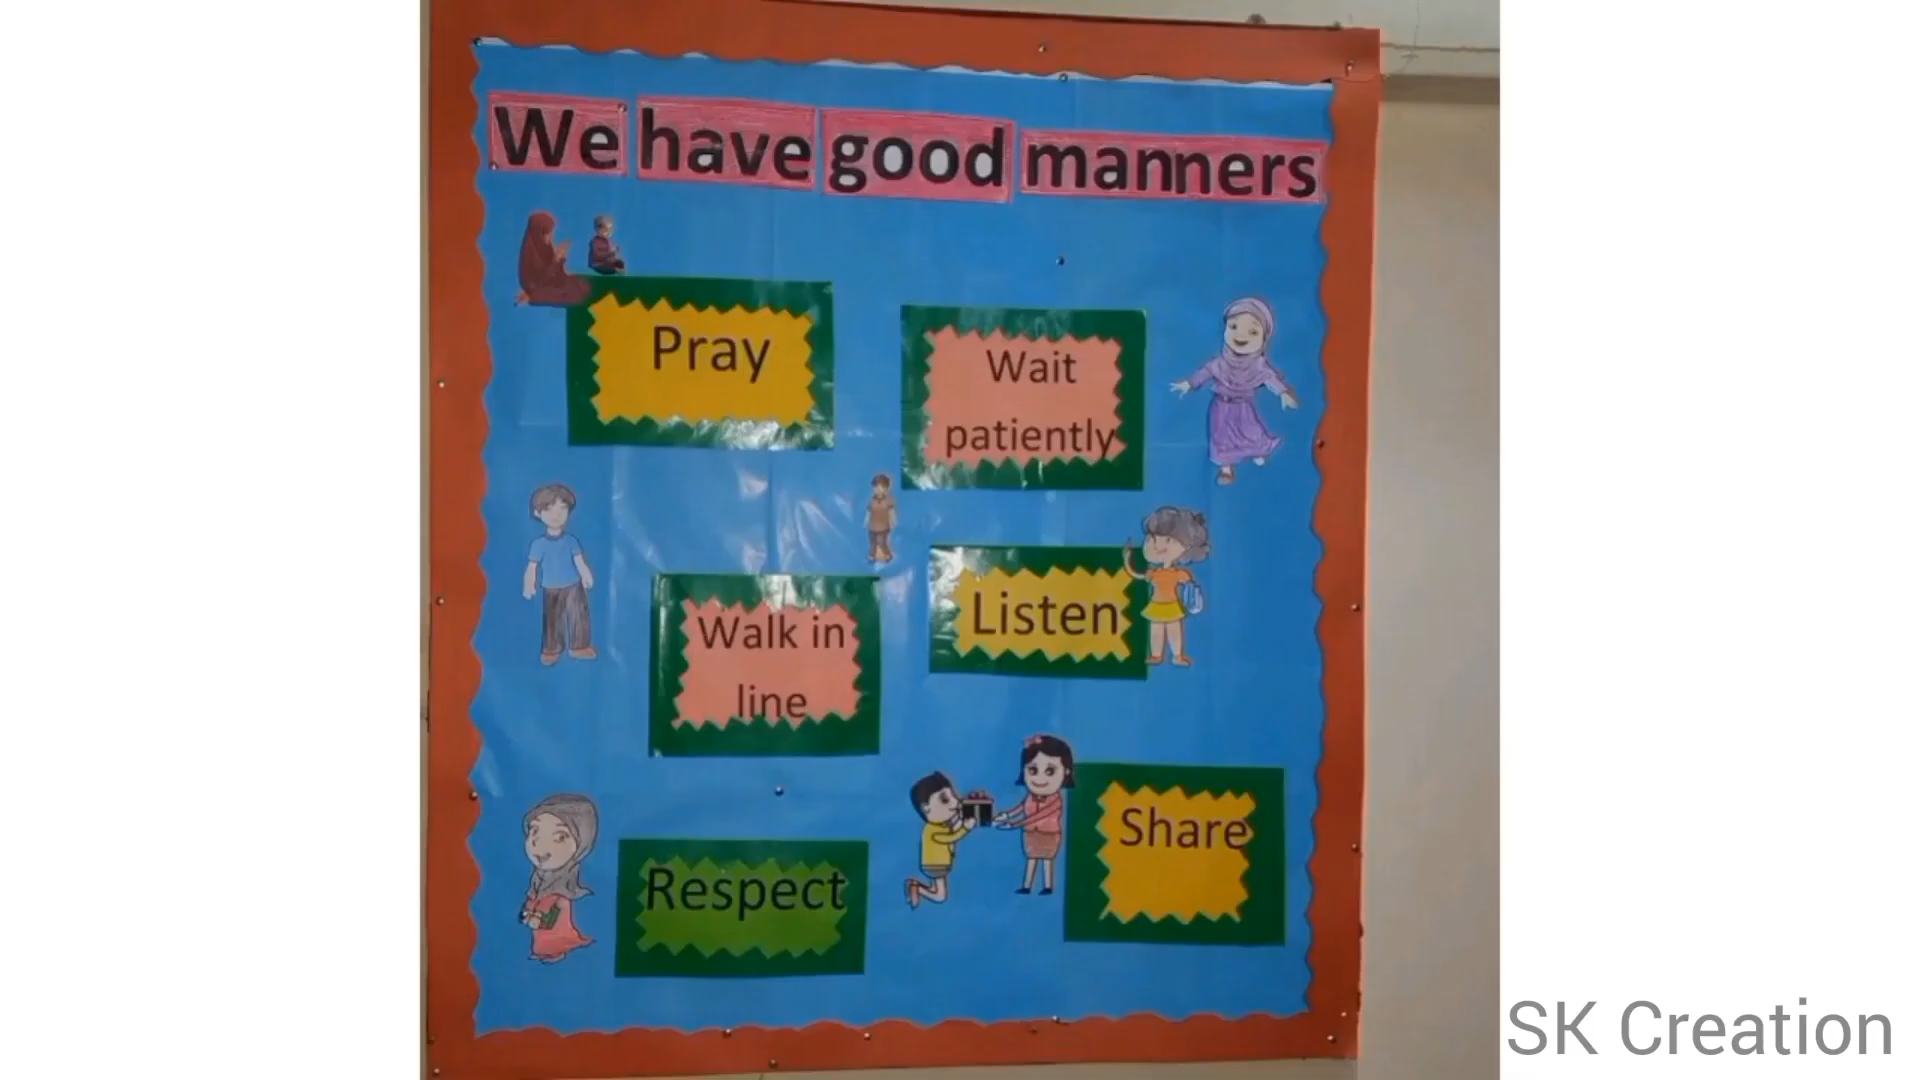 We have good manners
Pray
Wait
patiently
Walk in
line
Listen
Respect
Share
SK Creation